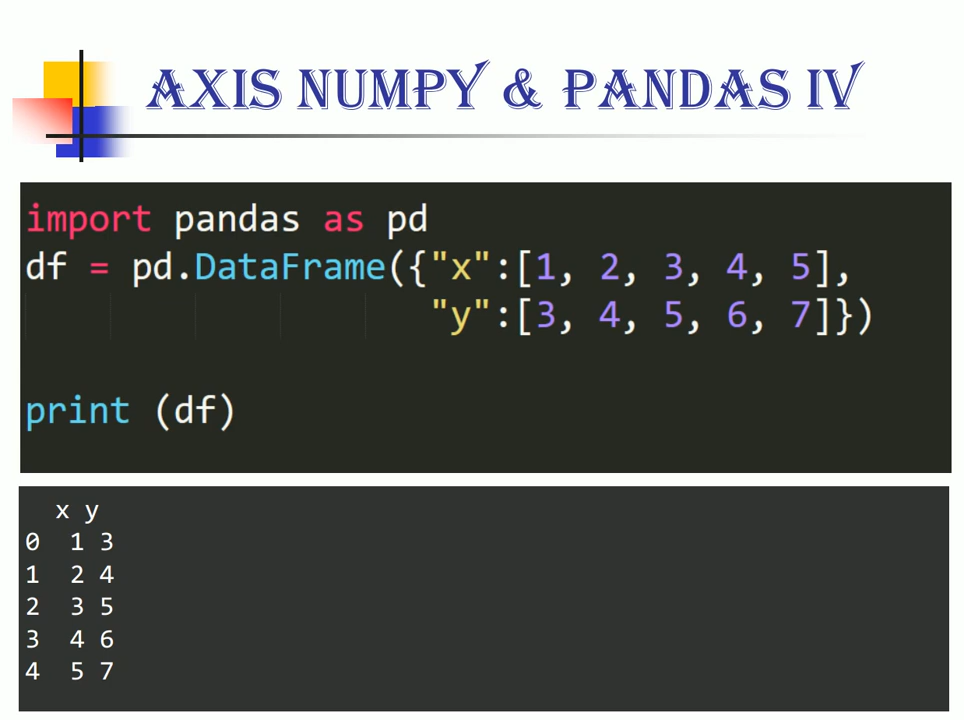 AXIS NUMPY & PANDAS IV
import pandas as pd
df = pd.DataFrame({"x":[1, 2, 3, 4, 5],
"y":[3, 4, 5, 6, 7]})
print (df)
x y
0 1 3
1 2 4
2 3 5
3 4 6
4 5 7